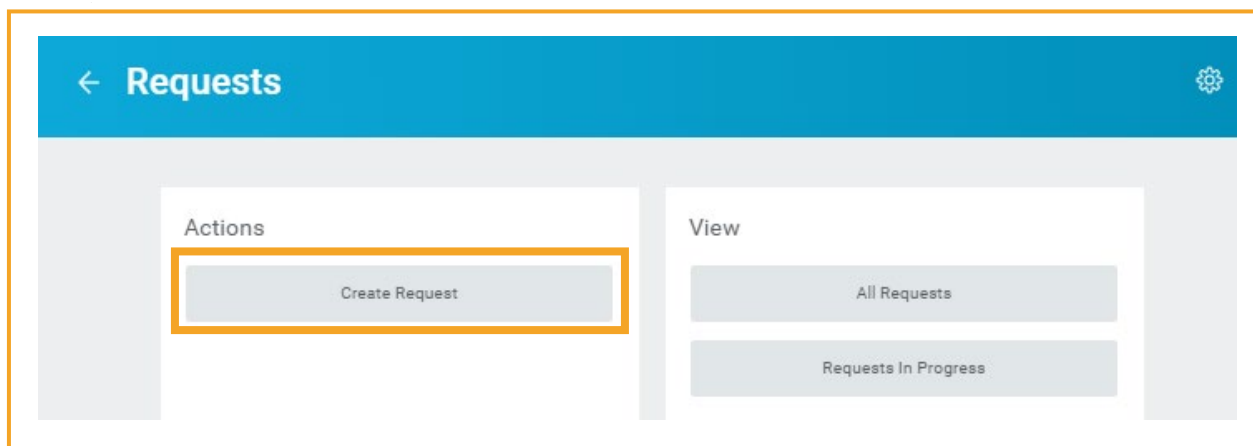 Requests
Actions
Create Request
View
All Requests
Requests In Progress